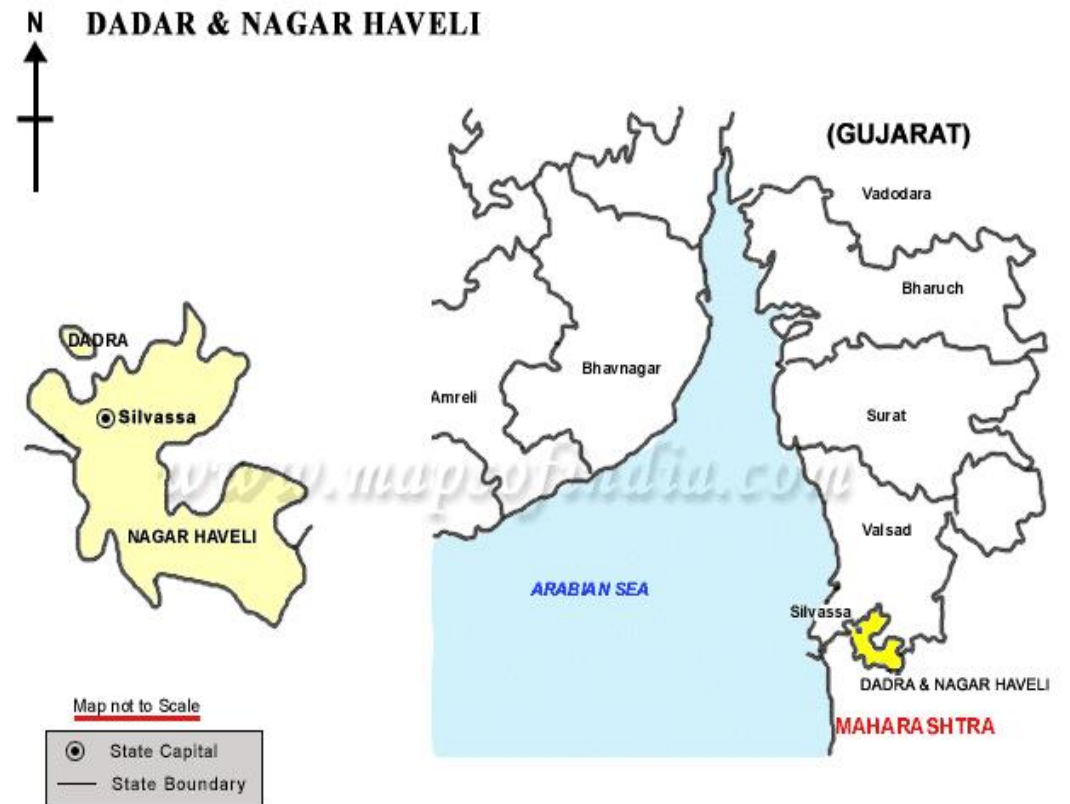 N
DADAR & NAGAR HAVELI
(GUJARAT)
Vadodara
Bharuch
DADRA
Bhavnagar
Amreli
Silvassa
Surat
www.mapsofindia.com
NAGAR HAVELI
Valsad
ARABIAN SEA
Silvassa
DADRA & NAGAR HAVELI
Map not to Scale
MAHARASHTRA
State Capital
State Boundary